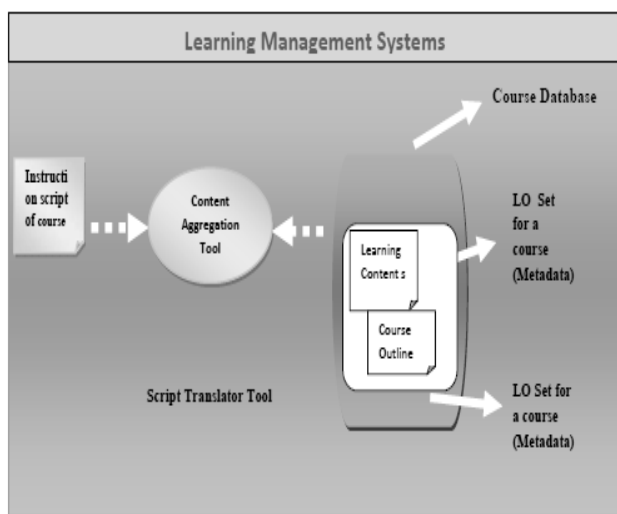 Learning Management Systems
Course Database
Instructi
on script
of course
Content
Aggregation
Tool
Learning
Content s
Course
Outline
LO Set
for a
course
(Metadata)
Script Translator Tool
LO Set for
a course
(Metadata)